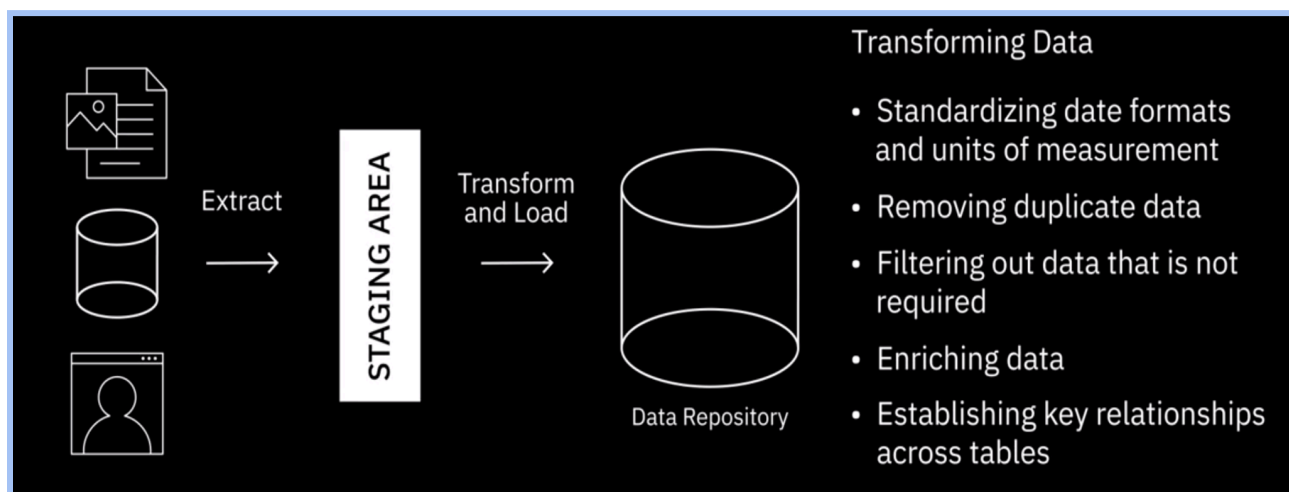 Extract
STAGING AREA
Transform
and Load
Data Repository
Transforming Data
• Standardizing date formats
and units of measurement
• Removing duplicate data
• Filtering out data that is not
required
• Enriching data
• Establishing key relationships
across tables